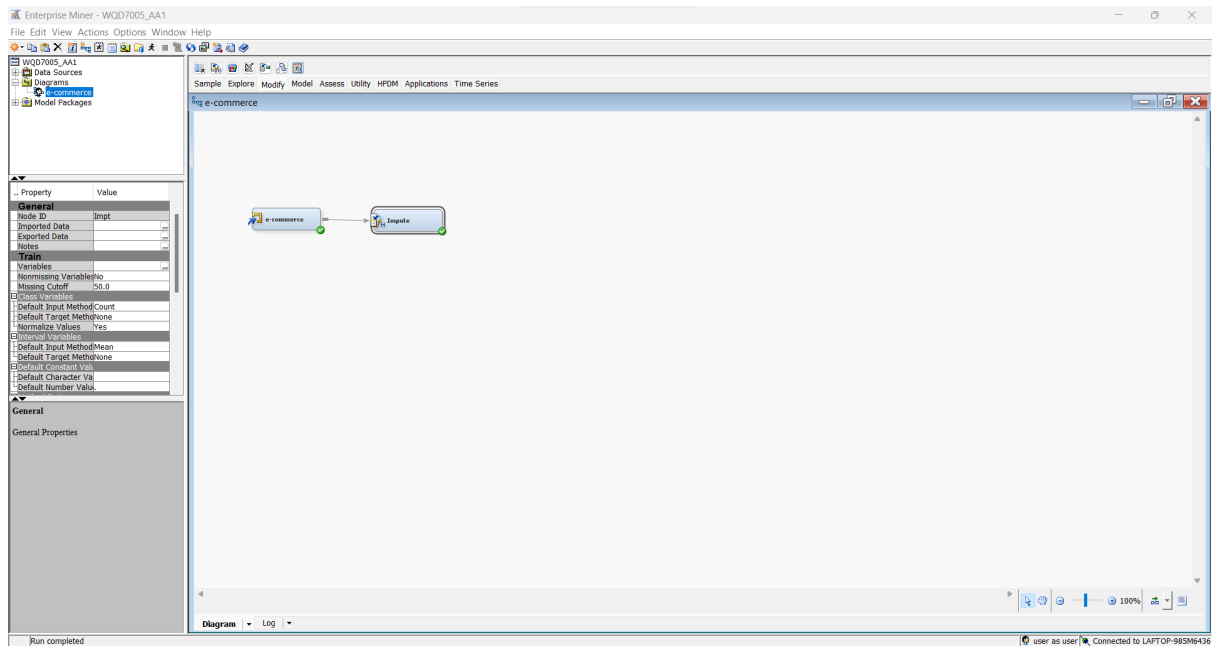 Enterprise Miner - WQD7005_AA1
File Edit View Actions Options Window Help
WQD7005_AA1
Data Sources
Diagrams
e-commerce
Model Packages
Sample Explore Modify Model Assess Utility HPDM Applications Time Series
e-commerce
.. Property Value
General
Node ID Impt
Imported Data ...
Exported Data ...
Notes ...
Train
Variables ...
Nonmissing Variables No
Missing Cutoff 50.0
Class Variables
Default Input Method Count
Default Target Metho None
Normalize Values Yes
Interval Variables
Default Input Method Mean
Default Target Metho None
Default Constant Valu
Default Character Va
Default Number Valu .
General
General Properties
e-commerce
Impute
100%
Diagram Log
Run completed
user as user Connected to LAPTOP-985M6436